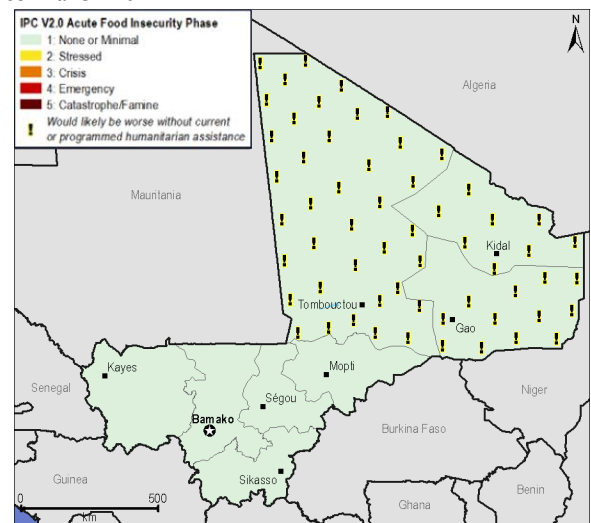 IPC V2.0 Acute Food Insecurity Phase
1: None or Minimal
2: Stressed
3: Crisis
4: Emergency
5: Catastrophe/Famine
! Would likely be worse without current
or programmed humanitarian assistance
N
Algeria
Mauritania
Kidal
Tombouctou
Gao
Kayes
Mopti
Senegal
Ségou
Niger
Bamako
Burkina Faso
Sikasso
Guinea
Benin
Ghana
0 500
km